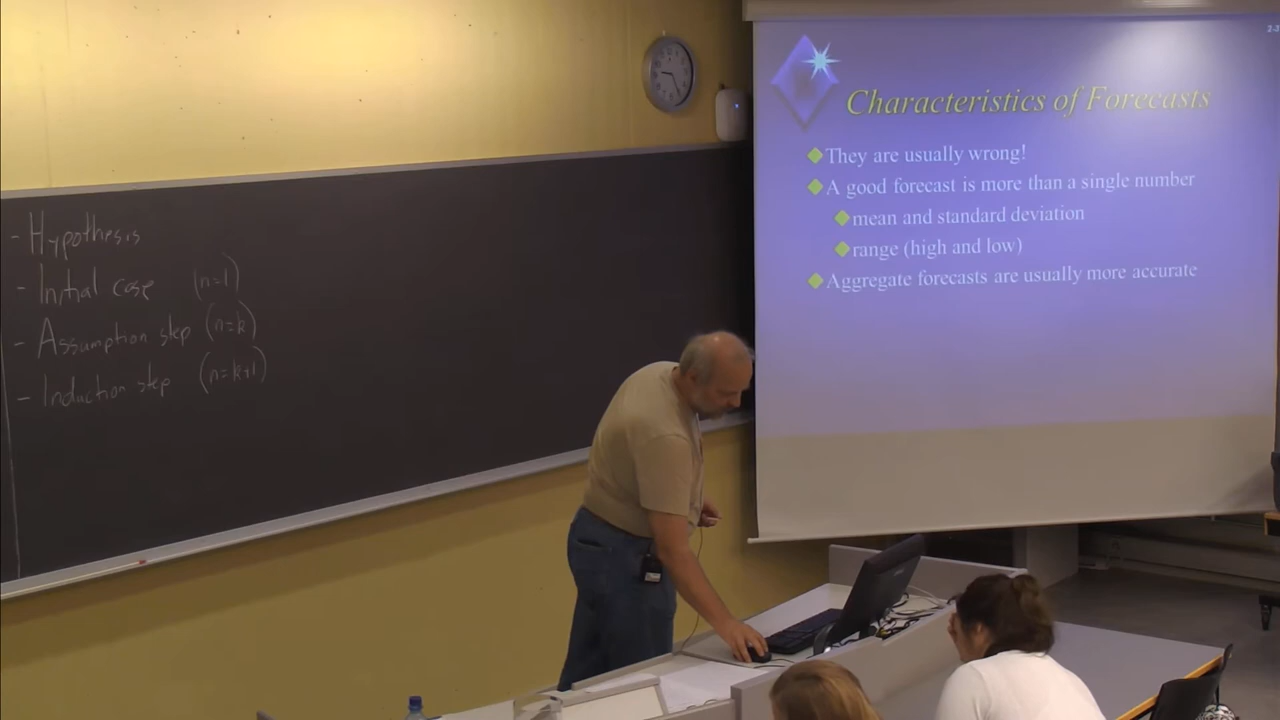 - Hypothesis
- Initial case (n=1)
- Assumption step (n=k)
- Induction step (n=k+1)
Characteristics of Forecasts
They are usually wrong!
A good forecast is more than a single number
mean and standard deviation
range (high and low)
Aggregate forecasts are usually more accurate